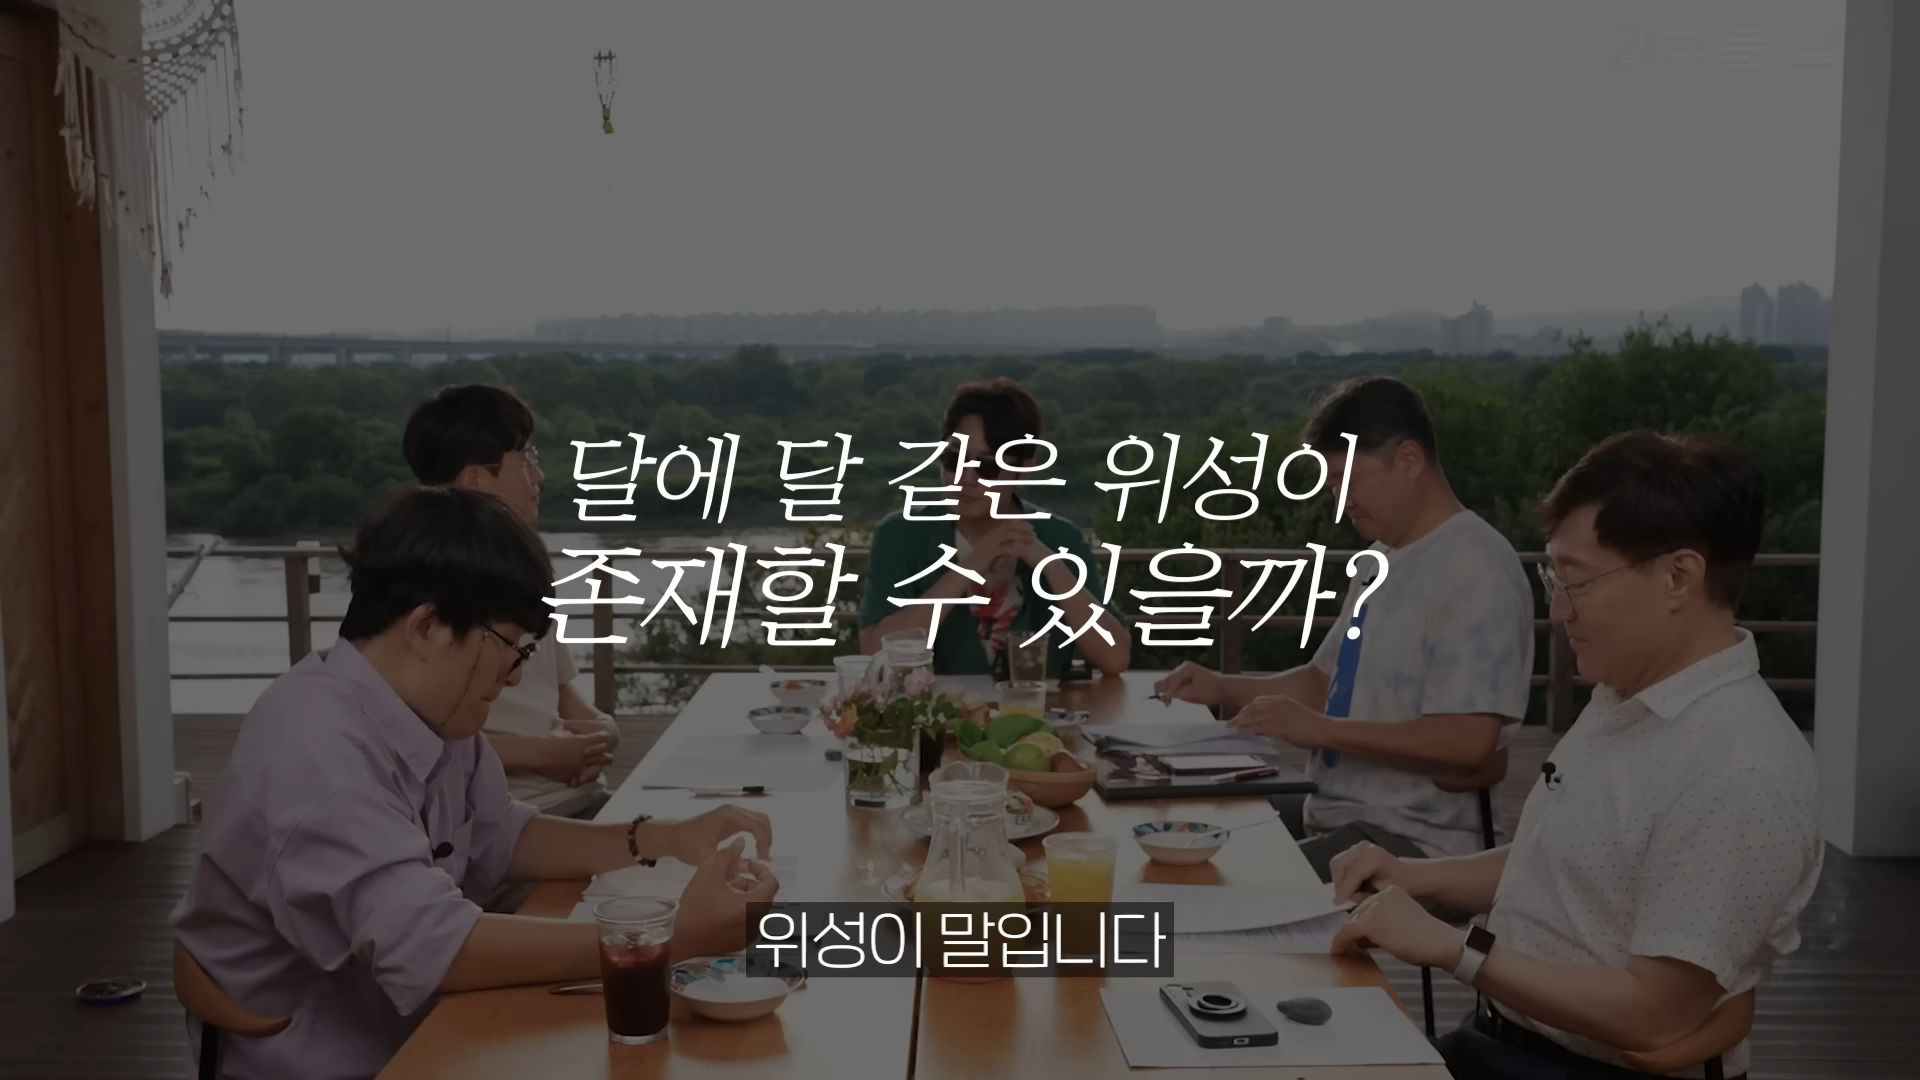 달에 달 같은 위성이
존재할 수 있을까?
위성이 말입니다